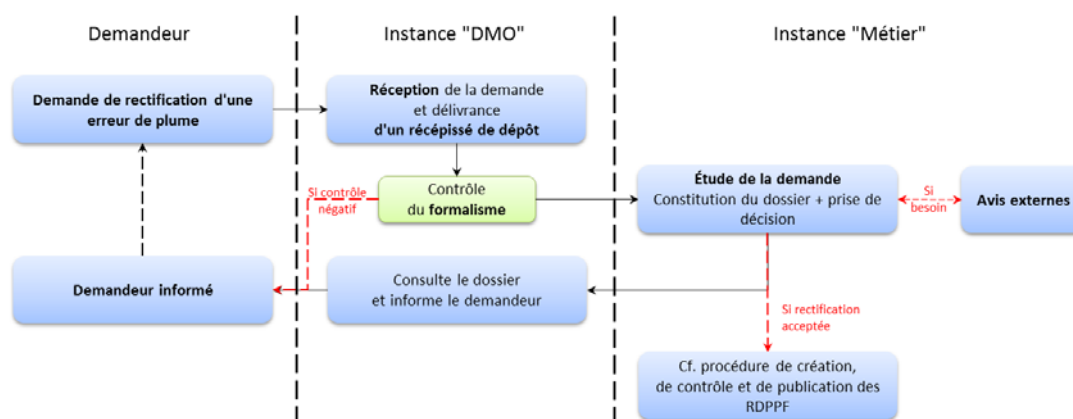 Demandeur
Instance "DMO"
Instance "Métier"
Demande de rectification d'une
erreur de plume
Réception de la demande
et délivrance
d'un récépissé de dépôt
Si contrôle
négatif
Contrôle
du formalisme
Étude de la demande
Constitution du dossier + prise de
décision
Si
besoin
Avis externes
Demandeur informé
Consulte le dossier
et informe le demandeur
Si rectification
acceptée
Cf. procédure de création,
de contrôle et de publication des
RDPPF